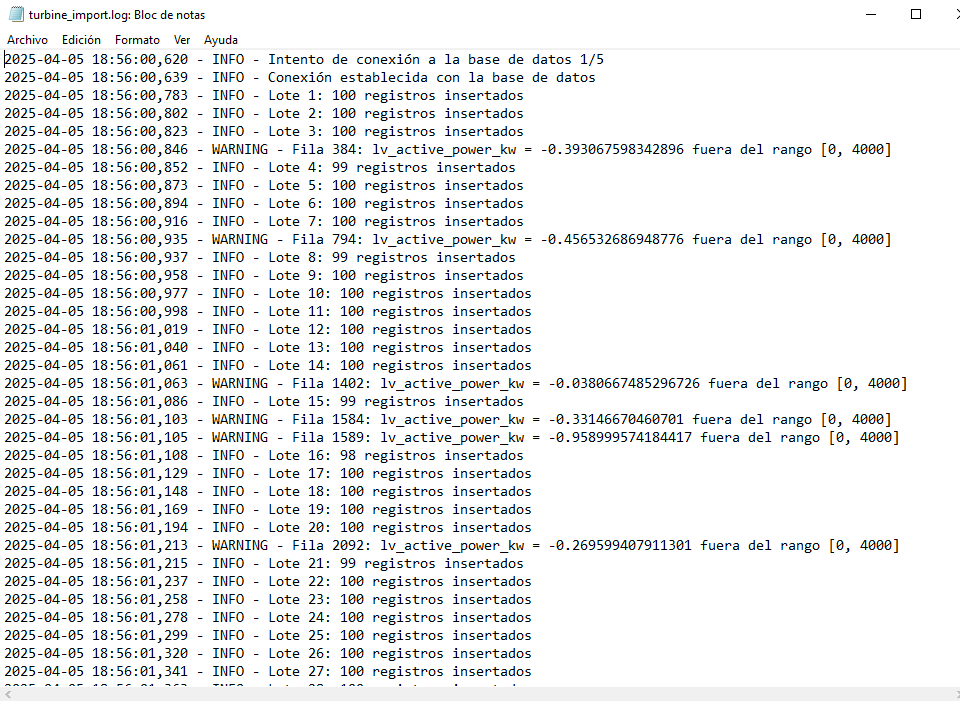 turbine_import.log: Bloc de notas
Archivo Edición Formato Ver Ayuda
2025-04-05 18:56:00,620 - INFO - Intento de conexión a la base de datos 1/5
2025-04-05 18:56:00,639 - INFO - Conexión establecida con la base de datos
2025-04-05 18:56:00,783 - INFO - Lote 1: 100 registros insertados
2025-04-05 18:56:00,802 - INFO - Lote 2: 100 registros insertados
2025-04-05 18:56:00,823 - INFO - Lote 3: 100 registros insertados
2025-04-05 18:56:00,846 - WARNING - Fila 384: lv_active_power_kw = -0.393067598342896 fuera del rango [0, 4000]
2025-04-05 18:56:00,852 - INFO - Lote 4: 99 registros insertados
2025-04-05 18:56:00,873 - INFO - Lote 5: 100 registros insertados
2025-04-05 18:56:00,894 - INFO - Lote 6: 100 registros insertados
2025-04-05 18:56:00,916 - INFO - Lote 7: 100 registros insertados
2025-04-05 18:56:00,935 - WARNING - Fila 794: lv_active_power_kw = -0.456532686948776 fuera del rango [0, 4000]
2025-04-05 18:56:00,937 - INFO - Lote 8: 99 registros insertados
2025-04-05 18:56:00,958 - INFO - Lote 9: 100 registros insertados
2025-04-05 18:56:00,977 - INFO - Lote 10: 100 registros insertados
2025-04-05 18:56:00,998 - INFO - Lote 11: 100 registros insertados
2025-04-05 18:56:01,019 - INFO - Lote 12: 100 registros insertados
2025-04-05 18:56:01,040 - INFO - Lote 13: 100 registros insertados
2025-04-05 18:56:01,061 - INFO - Lote 14: 100 registros insertados
2025-04-05 18:56:01,063 - WARNING - Fila 1402: lv_active_power_kw = -0.0380667485296726 fuera del rango [0, 4000]
2025-04-05 18:56:01,086 - INFO - Lote 15: 99 registros insertados
2025-04-05 18:56:01,103 - WARNING - Fila 1584: lv_active_power_kw = -0.33146670460701 fuera del rango [0, 4000]
2025-04-05 18:56:01,105 - WARNING - Fila 1589: lv_active_power_kw = -0.958999574184417 fuera del rango [0, 4000]
2025-04-05 18:56:01,108 - INFO - Lote 16: 98 registros insertados
2025-04-05 18:56:01,129 - INFO - Lote 17: 100 registros insertados
2025-04-05 18:56:01,148 - INFO - Lote 18: 100 registros insertados
2025-04-05 18:56:01,169 - INFO - Lote 19: 100 registros insertados
2025-04-05 18:56:01,194 - INFO - Lote 20: 100 registros insertados
2025-04-05 18:56:01,213 - WARNING - Fila 2092: lv_active_power_kw = -0.269599407911301 fuera del rango [0, 4000]
2025-04-05 18:56:01,215 - INFO - Lote 21: 99 registros insertados
2025-04-05 18:56:01,237 - INFO - Lote 22: 100 registros insertados
2025-04-05 18:56:01,258 - INFO - Lote 23: 100 registros insertados
2025-04-05 18:56:01,278 - INFO - Lote 24: 100 registros insertados
2025-04-05 18:56:01,299 - INFO - Lote 25: 100 registros insertados
2025-04-05 18:56:01,320 - INFO - Lote 26: 100 registros insertados
2025-04-05 18:56:01,341 - INFO - Lote 27: 100 registros insertados